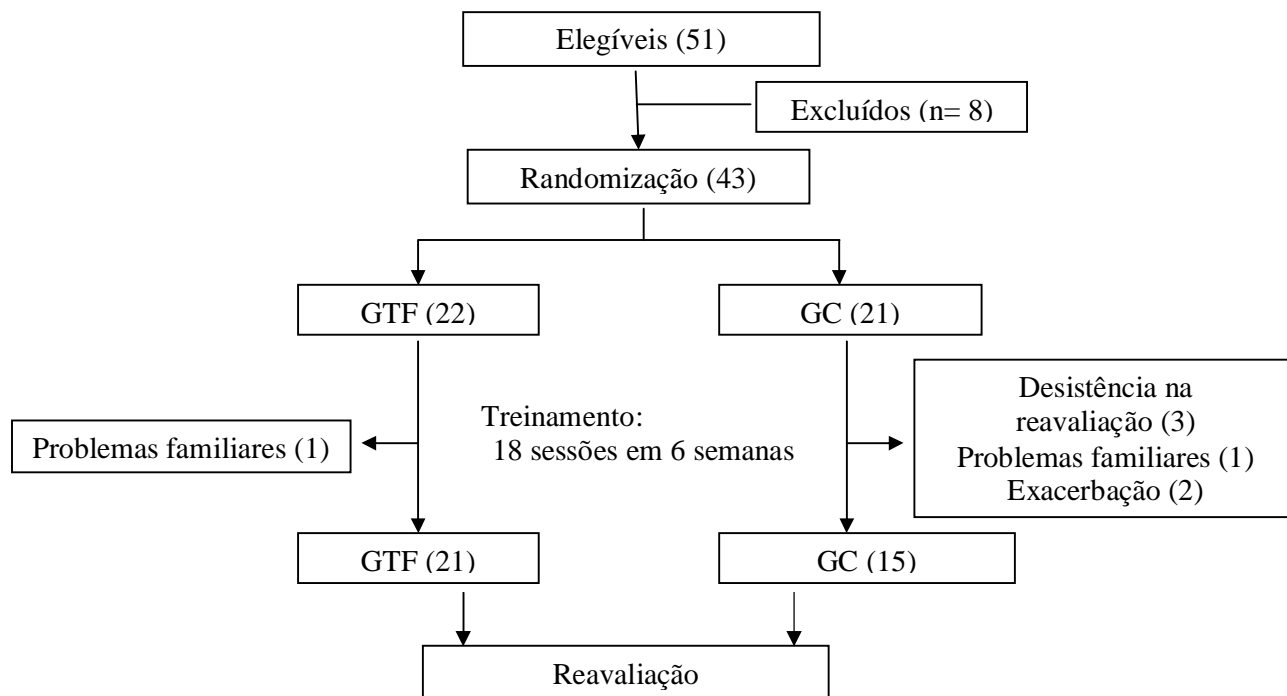 Elegíveis (51)
Excluídos (n= 8)
Randomização (43)
GTF (22)
GC (21)
Treinamento:
18 sessões em 6 semanas
Problemas familiares (1)
Desistência na
reavaliação (3)
Problemas familiares (1)
Exacerbação (2)
GTF (21)
GC (15)
Reavaliação